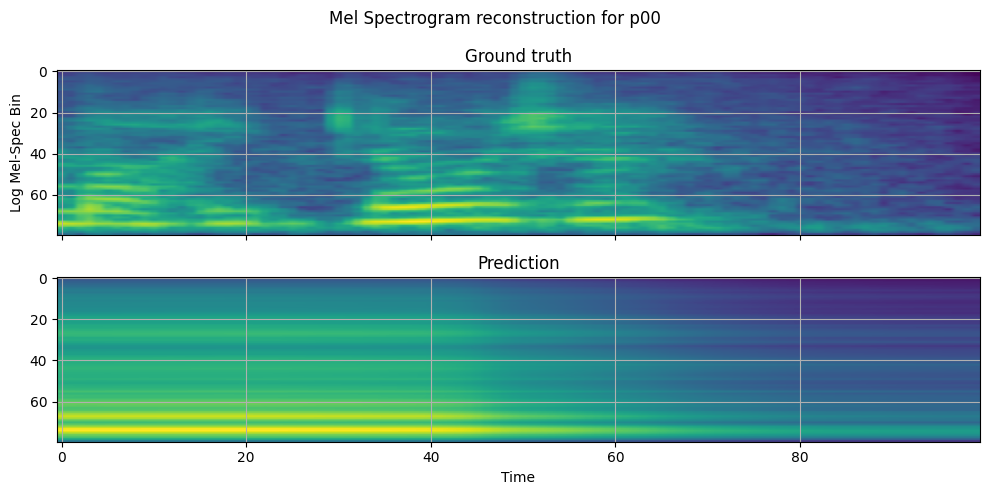 Mel Spectrogram reconstruction for p00
Ground truth
0
20
40
60
Log Mel-Spec Bin
Prediction
0
20
40
60
0 20 40 60 80
Time